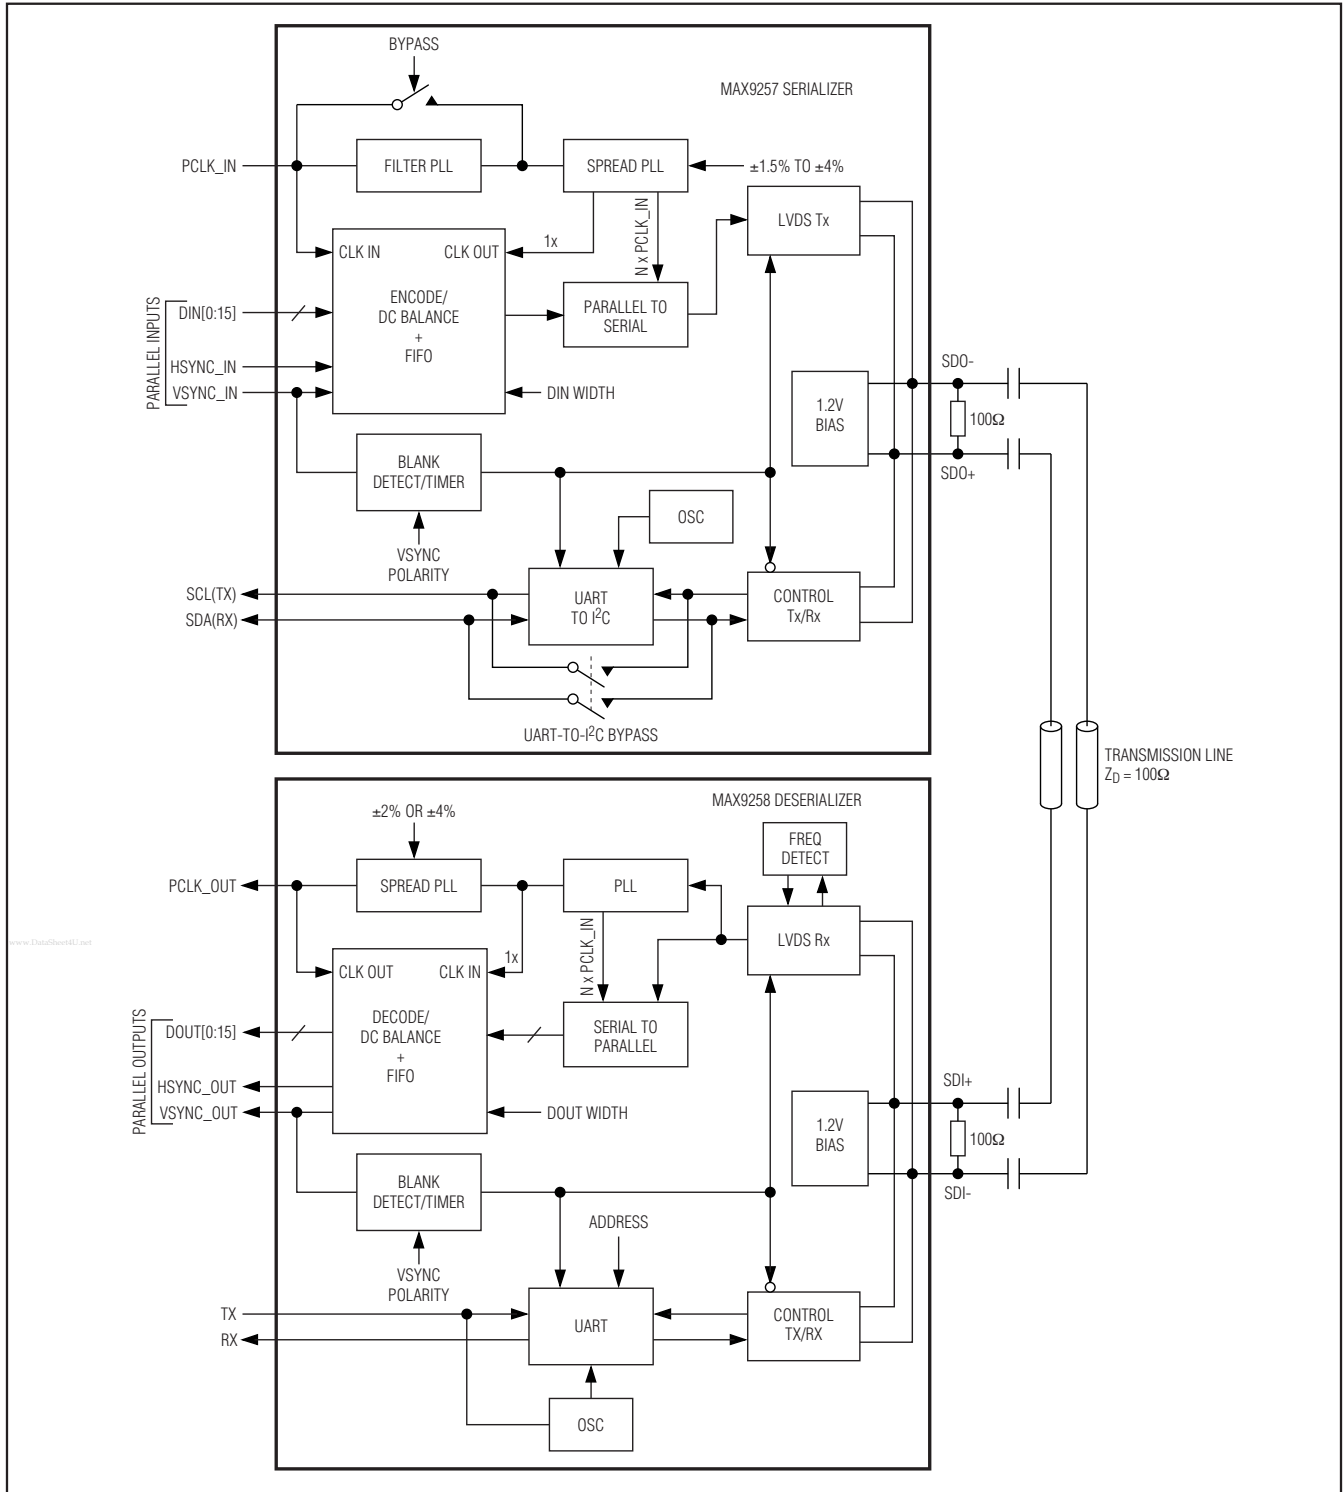 BYPASS
MAX9257 SERIALIZER
PCLK_IN
FILTER PLL
SPREAD PLL
±1.5% TO ±4%
N x PCLK_IN
LVDS Tx
CLK IN
CLK OUT
1x
PARALLEL INPUTS
DIN[0:15]
ENCODE/
DC BALANCE
+
FIFO
PARALLEL TO
SERIAL
HSYNC_IN
VSYNC_IN
DIN WIDTH
1.2V
BIAS
SDO-
100Ω
SDO+
BLANK
DETECT/TIMER
OSC
VSYNC
POLARITY
SCL(TX)
SDA(RX)
UART
TO I²C
CONTROL
Tx/Rx
UART-TO-I²C BYPASS
TRANSMISSION LINE
Z_D = 100Ω
MAX9258 DESERIALIZER
±2% OR ±4%
FREQ
DETECT
PCLK_OUT
SPREAD PLL
PLL
N x PCLK_IN
LVDS Rx
www.DataSheet4U.net
CLK OUT
CLK IN
1x
PARALLEL OUTPUTS
DOUT[0:15]
DECODE/
DC BALANCE
+
FIFO
SERIAL TO
PARALLEL
HSYNC_OUT
VSYNC_OUT
DOUT WIDTH
1.2V
BIAS
SDI+
100Ω
SDI-
BLANK
DETECT/TIMER
ADDRESS
VSYNC
POLARITY
TX
RX
UART
CONTROL
TX/RX
OSC